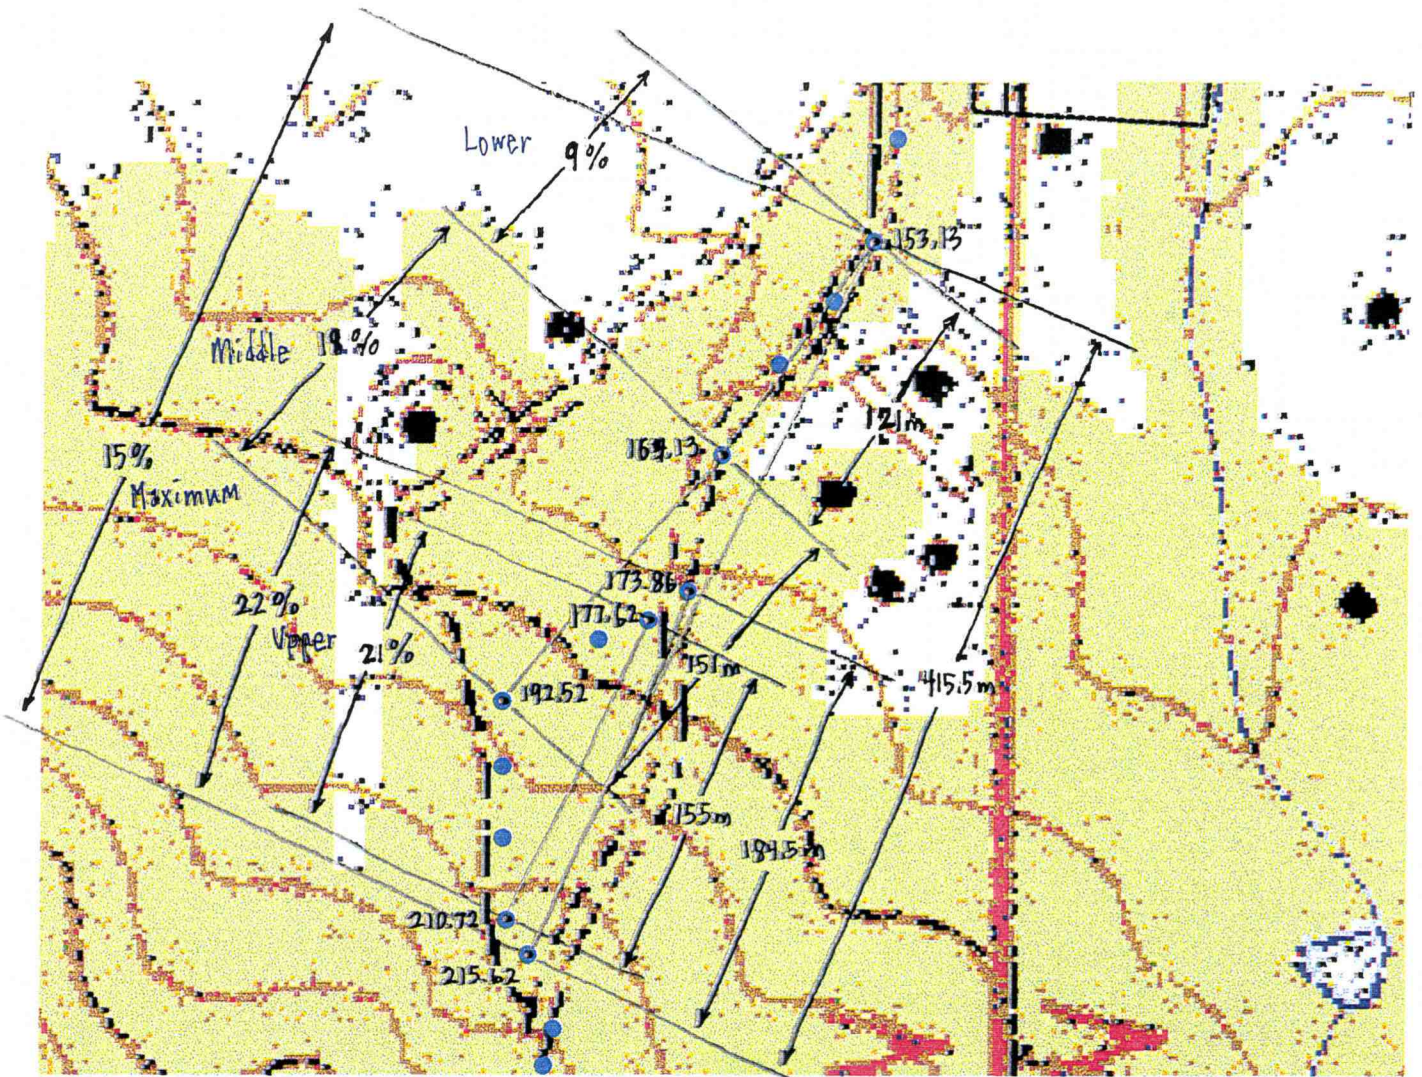 Lower
9%
153.13
Middle 18%
121m
164.13
15%
Maximum
173.86
22%
177.62
Upper
21%
151m
415.5m
192.52
155m
184.5m
210.72
215.62